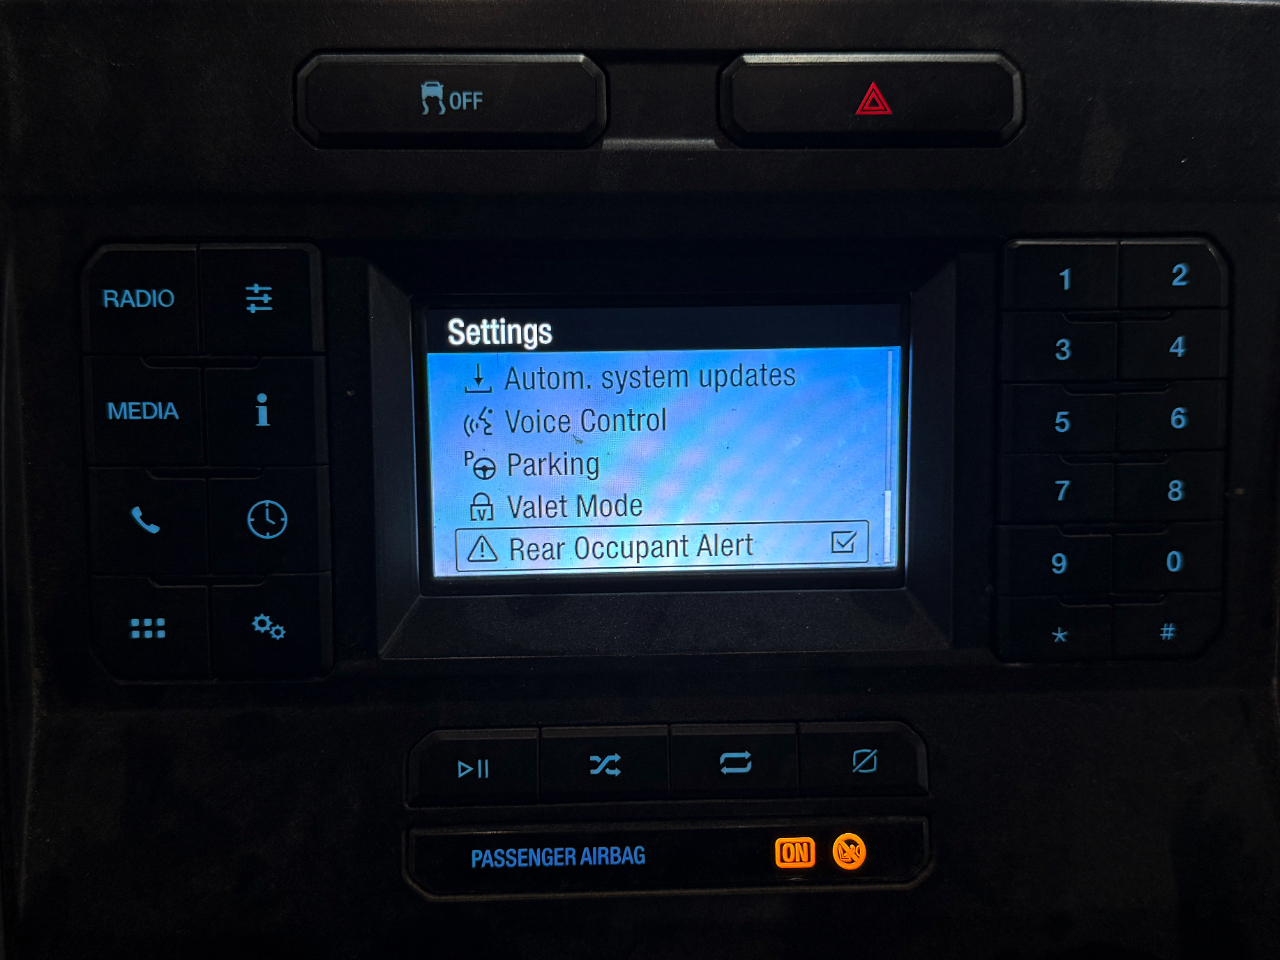 OFF
RADIO
MEDIA
Settings
Autom. system updates
Voice Control
P Parking
V Valet Mode
Rear Occupant Alert
1 2
3 4
5 6
7 8
9 0
* #
PASSENGER AIRBAG ON